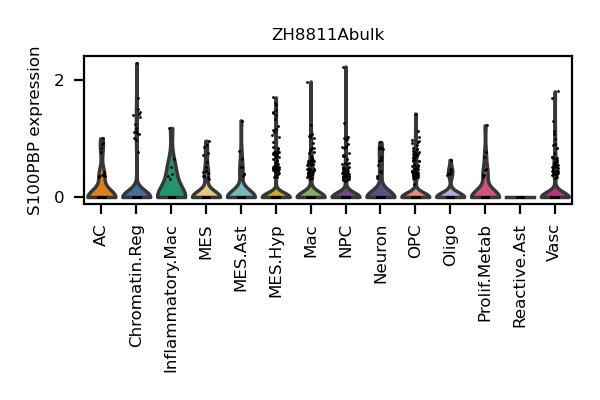 ZH8811Abulk
S100PBP expression
2
0
AC
Chromatin.Reg
Inflammatory.Mac
MES
MES.Ast
MES.Hyp
Mac
NPC
Neuron
OPC
Oligo
Prolif.Metab
Reactive.Ast
Vasc